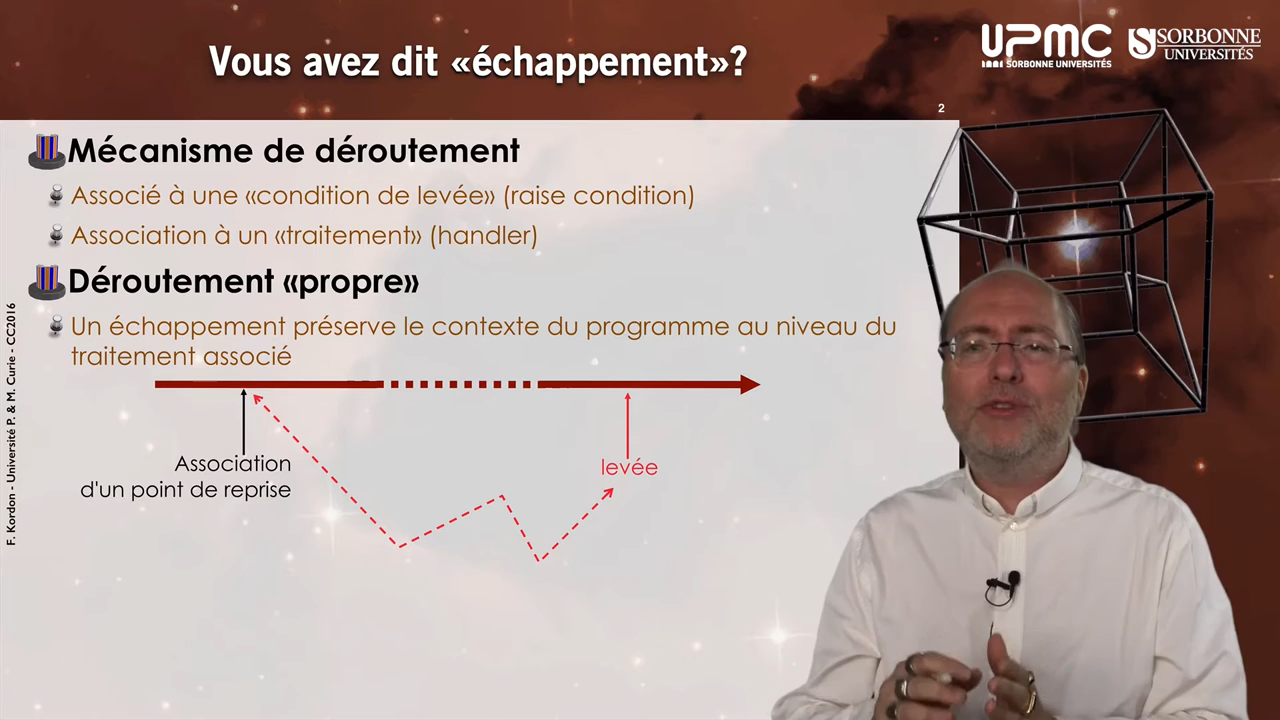 Vous avez dit «échappement»?
UPMC
SORBONNE UNIVERSITÉS
SORBONNE
UNIVERSITÉS
2
Mécanisme de déroutement
Associé à une «condition de levée» (raise condition)
Association à un «traitement» (handler)
Déroutement «propre»
Un échappement préserve le contexte du programme au niveau du
traitement associé
Association
d'un point de reprise
levée
F. Kordon - Université P. & M. Curie - CC2016